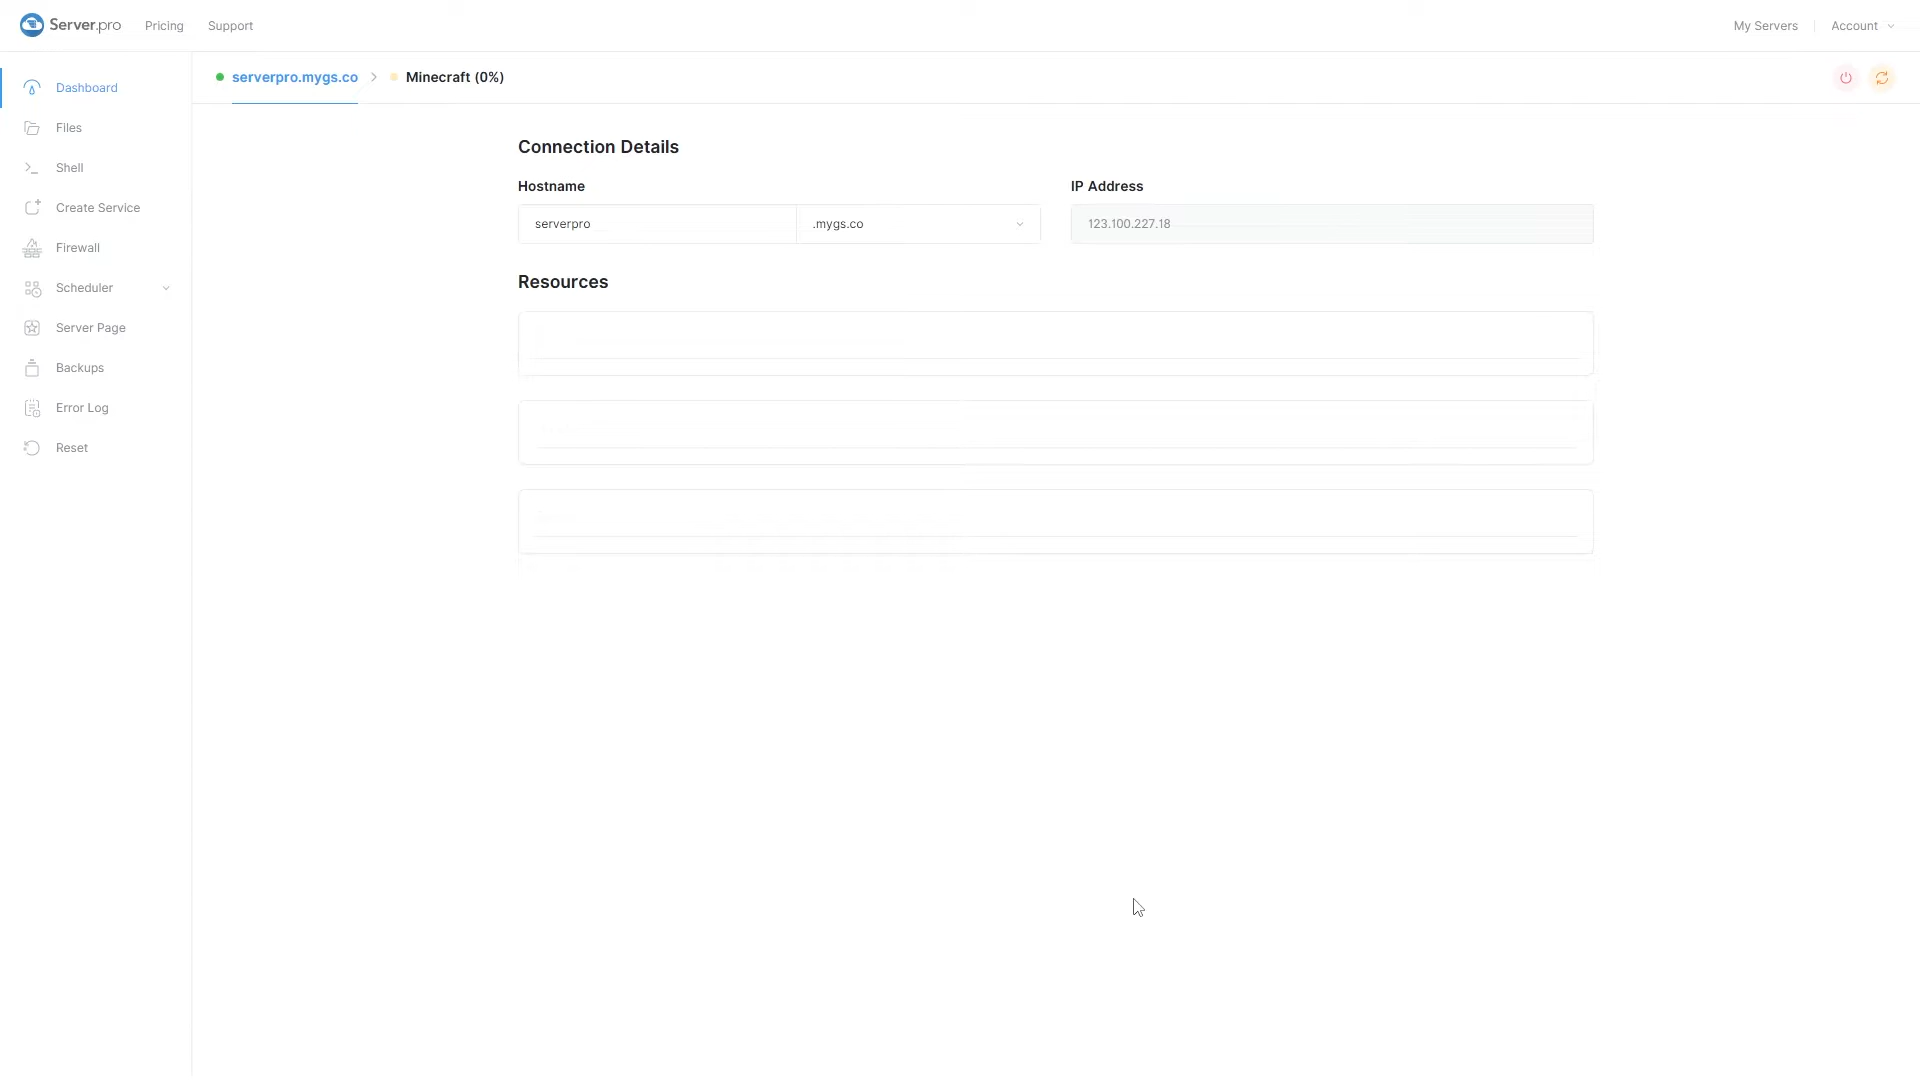 Server.pro
Pricing
Support
My Servers
Account
Dashboard
Files
Shell
Create Service
Firewall
Scheduler
Server Page
Backups
Error Log
Reset
serverpro.mygs.co
Minecraft (0%)
Connection Details
Hostname
IP Address
serverpro
.mygs.co
123.100.227.18
Resources